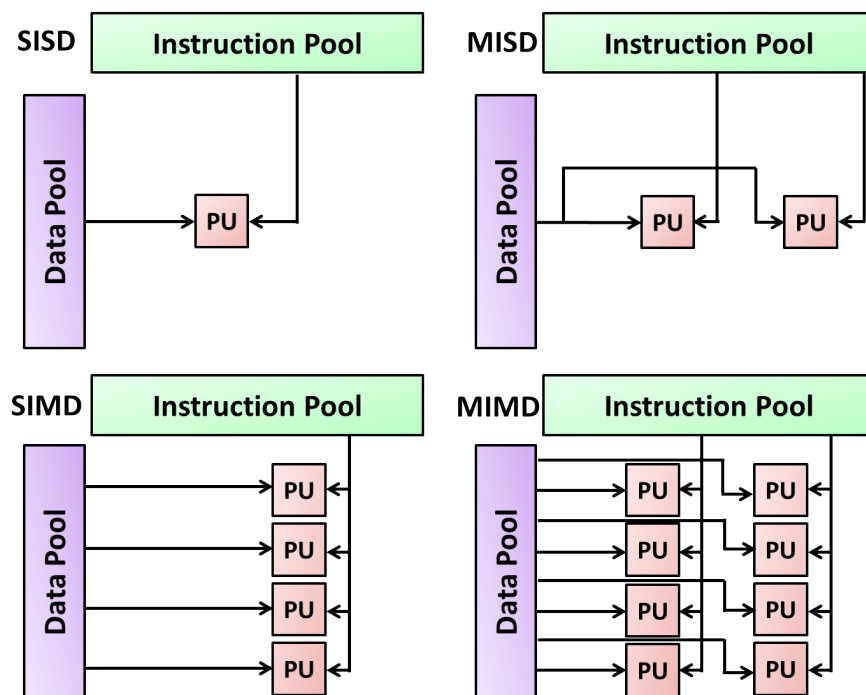 SISD
Instruction Pool
Data Pool
PU
MISD
Instruction Pool
Data Pool
PU
PU
SIMD
Instruction Pool
Data Pool
PU
PU
PU
PU
MIMD
Instruction Pool
Data Pool
PU
PU
PU
PU
PU
PU
PU
PU